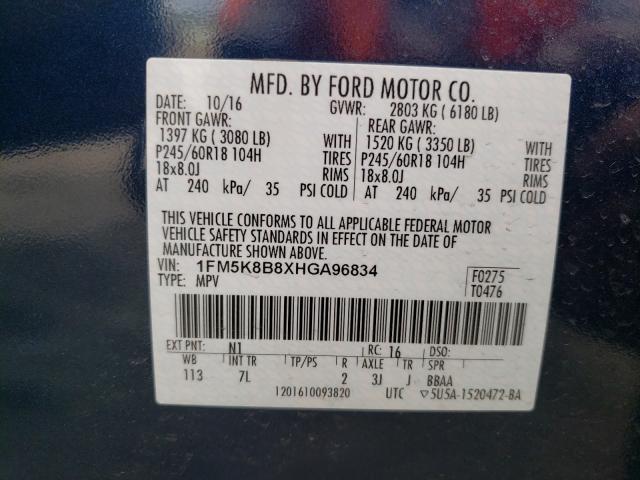 MFD. BY FORD MOTOR CO.
DATE: 10/16 GVWR: 2803 KG ( 6180 LB)
FRONT GAWR: REAR GAWR:
1397 KG ( 3080 LB) WITH 1520 KG ( 3350 LB) WITH
P245/60R18 104H TIRES P245/60R18 104H TIRES
18x8.0J RIMS 18x8.0J RIMS
AT 240 kPa/ 35 PSI COLD AT 240 kPa/ 35 PSI COLD
THIS VEHICLE CONFORMS TO ALL APPLICABLE FEDERAL MOTOR
VEHICLE SAFETY STANDARDS IN EFFECT ON THE DATE OF
MANUFACTURE SHOWN ABOVE.
VIN: 1FM5K8B8XHGA96834 F0275
TYPE: MPV T0476
EXT PNT: N1 RC: 16 DSO:
WB INT TR TP/PS R AXLE TR SPR
113 7L 2 3J J BBAA
1201610093820 UTC ▽5U5A-1520472-BA